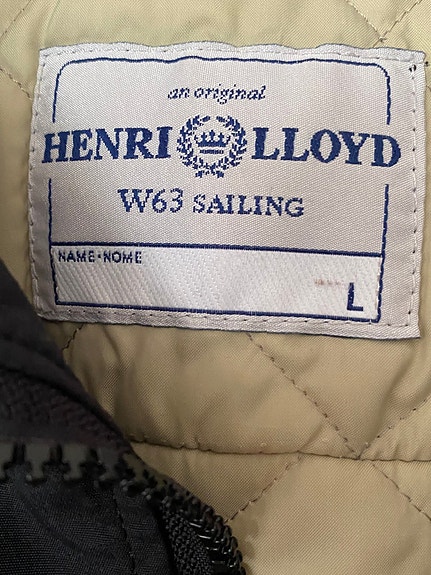 an original
HENRI LLOYD
W63 SAILING
NAME·NOME
L